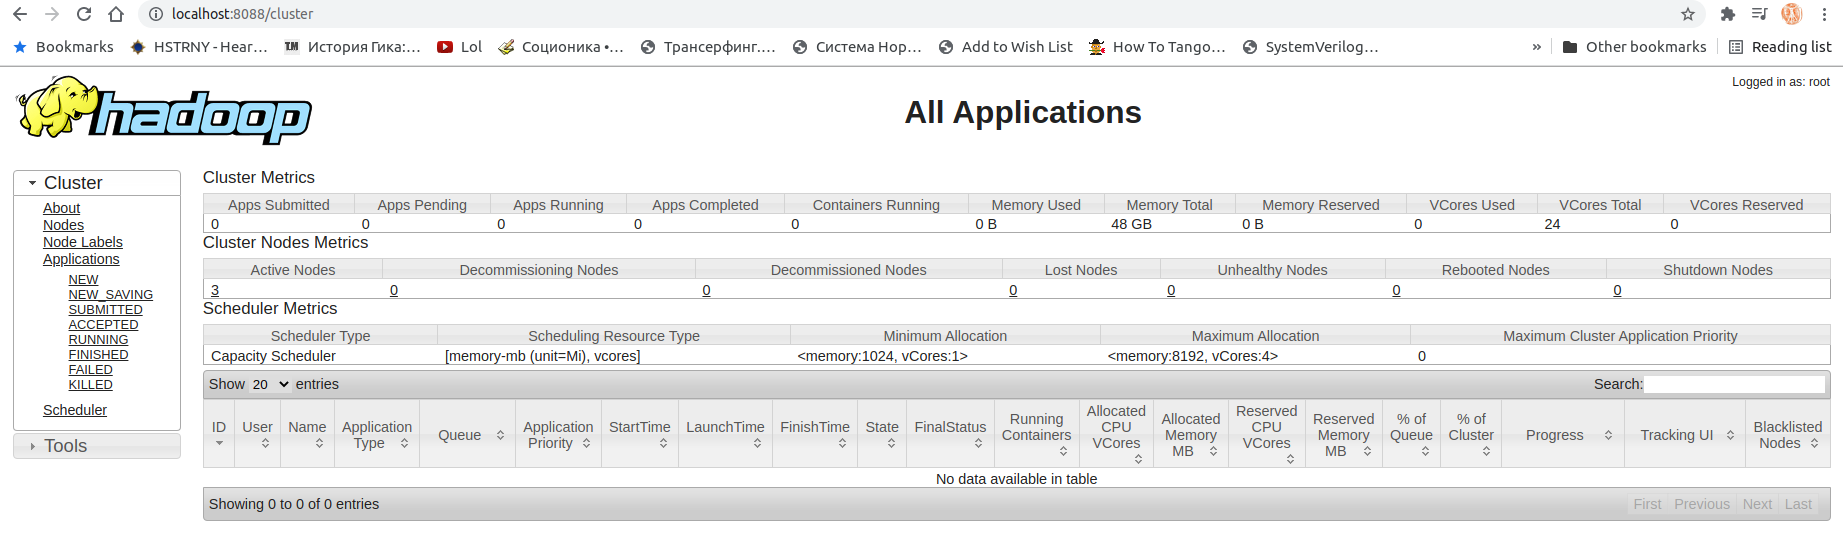 localhost:8088/cluster
Bookmarks HSTRNY - Hear… История Гика:… Lol Соционика •… Трансерфинг.… Система Нор… Add to Wish List How To Tango… SystemVerilog… » Other bookmarks Reading list
Logged in as: root
hadoop
All Applications
Cluster
About
Nodes
Node Labels
Applications
NEW
NEW_SAVING
SUBMITTED
ACCEPTED
RUNNING
FINISHED
FAILED
KILLED
Scheduler
Tools
Cluster Metrics
Apps Submitted Apps Pending Apps Running Apps Completed Containers Running Memory Used Memory Total Memory Reserved VCores Used VCores Total VCores Reserved
0 0 0 0 0 0 B 48 GB 0 B 0 24 0
Cluster Nodes Metrics
Active Nodes Decommissioning Nodes Decommissioned Nodes Lost Nodes Unhealthy Nodes Rebooted Nodes Shutdown Nodes
3 0 0 0 0 0 0
Scheduler Metrics
Scheduler Type Scheduling Resource Type Minimum Allocation Maximum Allocation Maximum Cluster Application Priority
Capacity Scheduler [memory-mb (unit=Mi), vcores] <memory:1024, vCores:1> <memory:8192, vCores:4> 0
Show 20 entries Search:
ID User Name Application Type Queue Application Priority StartTime LaunchTime FinishTime State FinalStatus Running Containers Allocated CPU VCores Allocated Memory MB Reserved CPU VCores Reserved Memory MB % of Queue % of Cluster Progress Tracking UI Blacklisted Nodes
No data available in table
Showing 0 to 0 of 0 entries First Previous Next Last